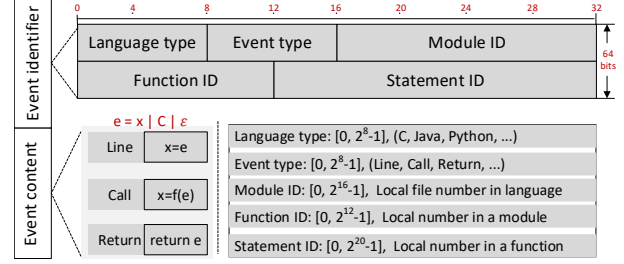 0 4 8 12 16 20 24 28 32
Event identifier
Language type Event type Module ID
Function ID Statement ID
64
bits
Event content
e = x | C | ε
Line x=e
Call x=f(e)
Return return e
Language type: [0, 2⁸-1], (C, Java, Python, ...)
Event type: [0, 2⁸-1], (Line, Call, Return, ...)
Module ID: [0, 2¹⁶-1], Local file number in language
Function ID: [0, 2¹²-1], Local number in a module
Statement ID: [0, 2²⁰-1], Local number in a function